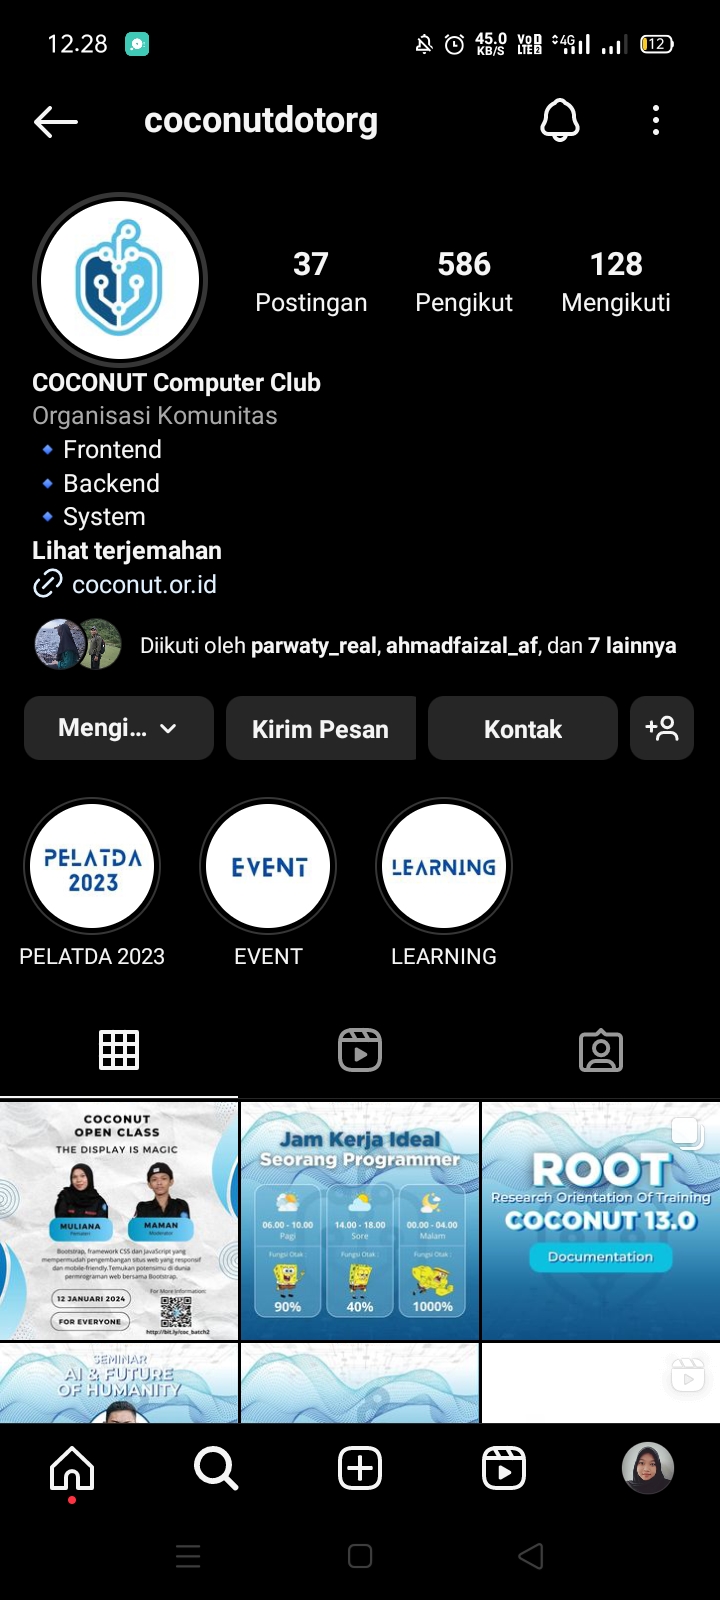 12.28
45.0
KB/S
VoD
LTE2
4G
12
coconutdotorg
37
586
128
Postingan
Pengikut
Mengikuti
COCONUT Computer Club
Organisasi Komunitas
Frontend
Backend
System
Lihat terjemahan
coconut.or.id
Diikuti oleh parwaty_real, ahmadfaizal_af, dan 7 lainnya
Mengi...
Kirim Pesan
Kontak
PELATDA
2023
EVENT
LEARNING
PELATDA 2023
EVENT
LEARNING
COCONUT
OPEN CLASS
THE DISPLAY IS MAGIC
MULIANA
Pemateri
MAMAN
Moderator
Bootstrap, framework CSS dan JavaScript yang
mempermudah pengembangan situs web yang responsif
dan mobile-friendly.Temukan potensimu di dunia
pemrograman web bersama Bootstrap.
12 JANUARI 2024
FOR EVERYONE
For More Information:
http://bit.ly/coc_batch2
Jam Kerja Ideal
Seorang Programmer
06.00 - 10.00
Pagi
Fungsi Otak :
90%
14.00 - 18.00
Sore
Fungsi Otak :
40%
00.00 - 04.00
Malam
Fungsi Otak :
1000%
ROOT
Research Orientation Of Training
COCONUT 13.0
Documentation
SEMINAR
AI & FUTURE
OF HUMANITY